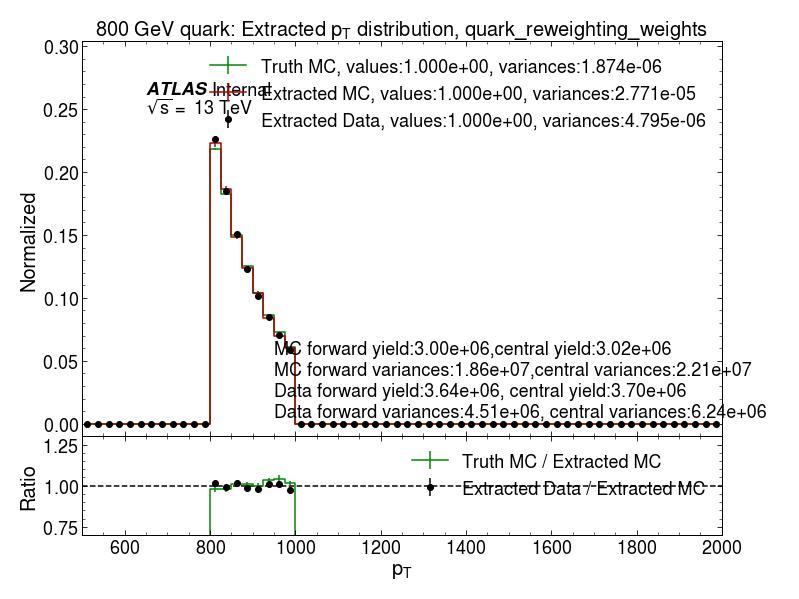 800 GeV quark: Extracted pT distribution, quark_reweighting_weights
0.30
Truth MC, values:1.000e+00, variances:1.874e-06
ATLAS Internal
Extracted MC, values:1.000e+00, variances:2.771e-05
√s = 13 TeV
0.25
Extracted Data, values:1.000e+00, variances:4.795e-06
0.20
Normalized
0.15
0.10
MC forward yield:3.00e+06,central yield:3.02e+06
0.05
MC forward variances:1.86e+07,central variances:2.21e+07
Data forward yield:3.64e+06, central yield:3.70e+06
Data forward variances:4.51e+06, central variances:6.24e+06
0.00
1.25
Truth MC / Extracted MC
Ratio
1.00
Extracted Data / Extracted MC
0.75
600 800 1000 1200 1400 1600 1800 2000
pT